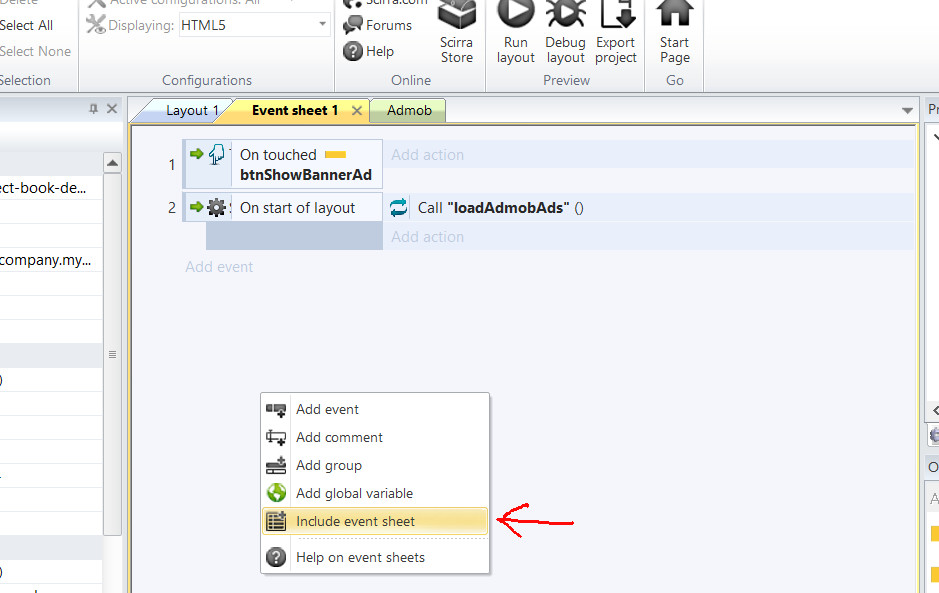 Delete
Active configurations: All
Scirra.com
Select All
Displaying: HTML5
Forums
Select None
Help
Scirra
Store
Run
layout
Debug
layout
Export
project
Start
Page
Selection
Configurations
Online
Preview
Go
Layout 1
Event sheet 1
Admob
Pr
1
On touched
btnShowBannerAd
Add action
ect-book-de...
2
On start of layout
Call "loadAdmobAds" ()
Add action
company.my...
Add event
Add event
Add comment
Add group
Add global variable
Include event sheet
Help on event sheets